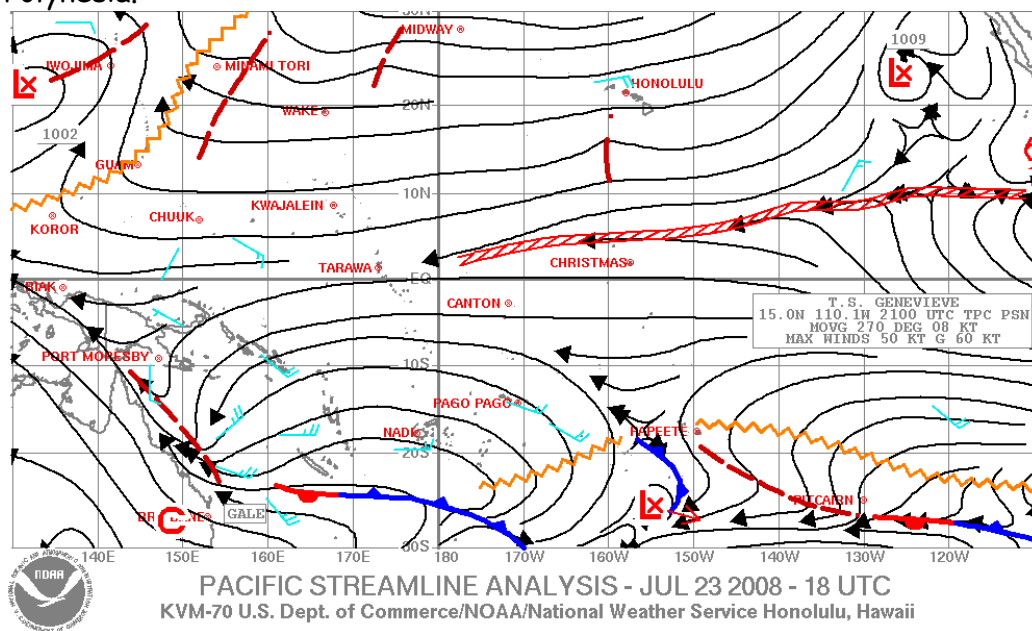 Polynesia.
30N
MIDWAY
1009
IWOJIMA
MINAMI TORI
HONOLULU
L
L
20N
WAKE
1002
GUAM
10N
KOROR
CHUUK
KWAJALEIN
TARAWA
CHRISTMAS
EQ
BIAK
CANTON
T.S. GENEVIEVE
15.0N 110.1W 2100 UTC TPC PSN
MOVG 270 DEG 08 KT
MAX WINDS 50 KT G 60 KT
PORT MORESBY
10S
PAGO PAGO
NADI
PAPEETE
20S
PITCAIRN
L
C
GALE
30S
140E 150E 160E 170E 180 170W 160W 150W 140W 130W 120W
NOAA
PACIFIC STREAMLINE ANALYSIS - JUL 23 2008 - 18 UTC
KVM-70 U.S. Dept. of Commerce/NOAA/National Weather Service Honolulu, Hawaii